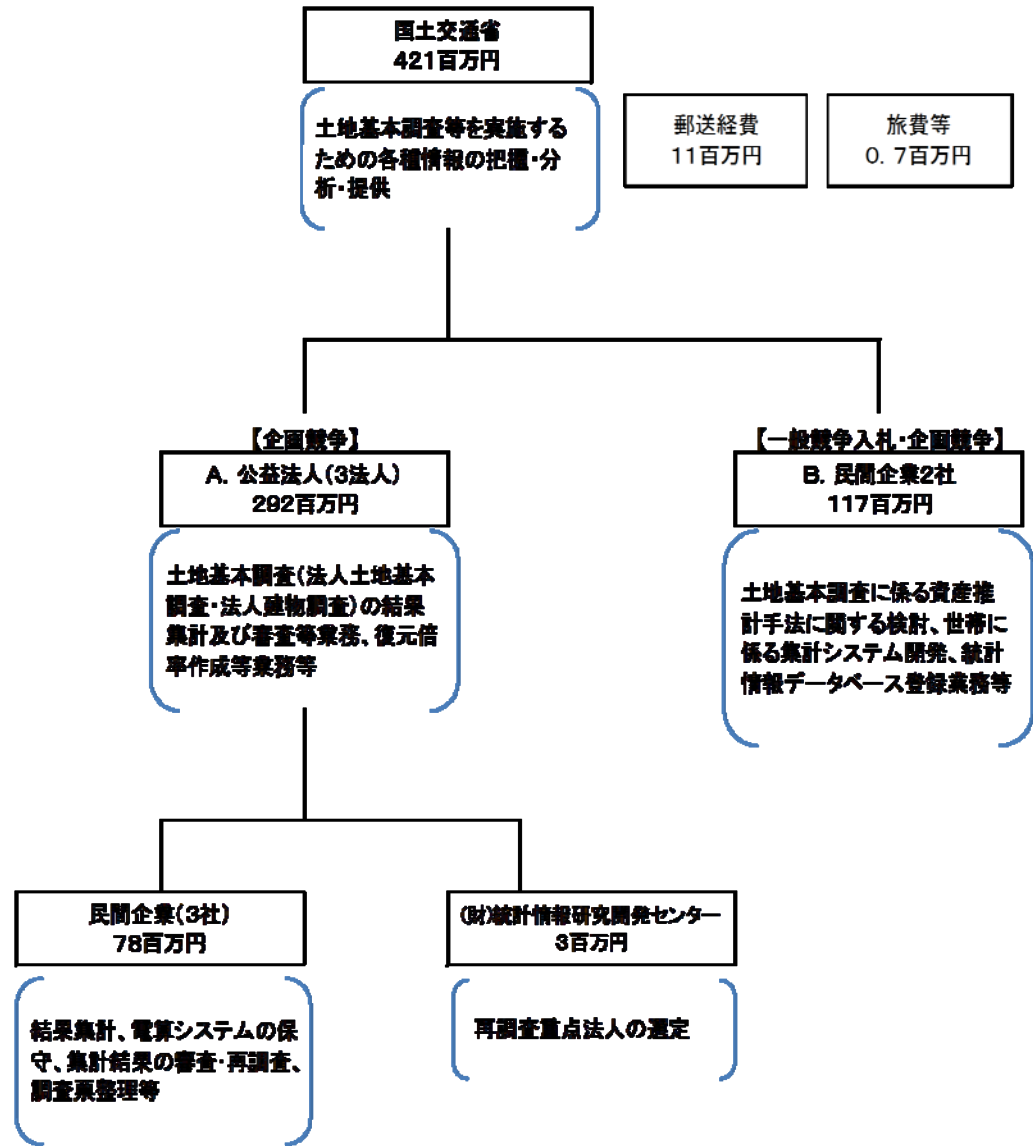 国土交通省
421百万円
土地基本調査等を実施する
ための各種情報の把握・分
析・提供
郵送経費
11百万円
旅費等
0.7百万円
【企画競争】
A. 公益法人(3法人)
292百万円
土地基本調査(法人土地基本
調査・法人建物調査)の結果
集計及び審査等業務、復元倍
率作成等業務等
【一般競争入札・企画競争】
B. 民間企業2社
117百万円
土地基本調査に係る資産推
計手法に関する検討、世帯に
係る集計システム開発、統計
情報データベース登録業務等
民間企業(3社)
78百万円
結果集計、電算システムの保
守、集計結果の審査・再調査、
調査票整理等
(財)統計情報研究開発センター
3百万円
再調査重点法人の選定